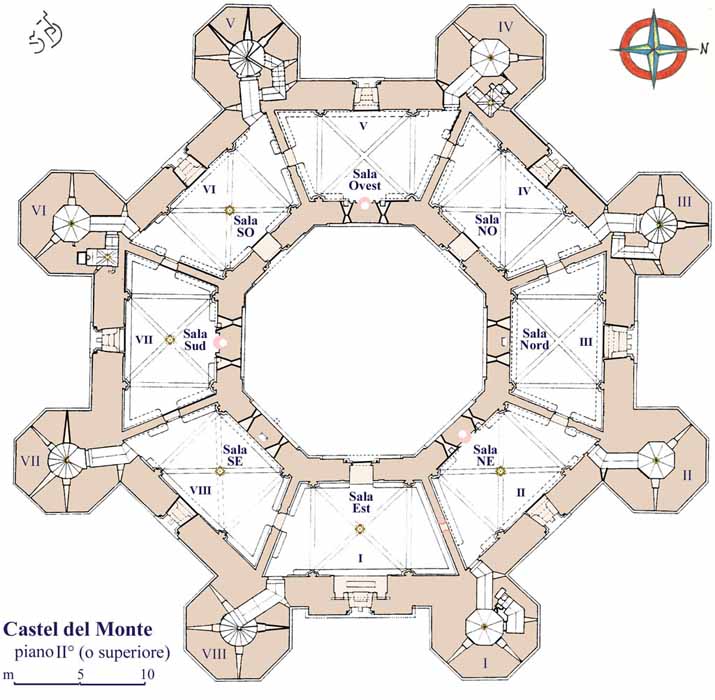 V
IV
N
V
Sala
Ovest
VI
Sala
SO
IV
Sala
NO
VI
III
VII
Sala
Sud
Sala
Nord
III
VII
Sala
SE
VIII
Sala
NE
II
II
Sala
Est
I
Castel del Monte
piano II° (o superiore)
m 5 10
VIII
I